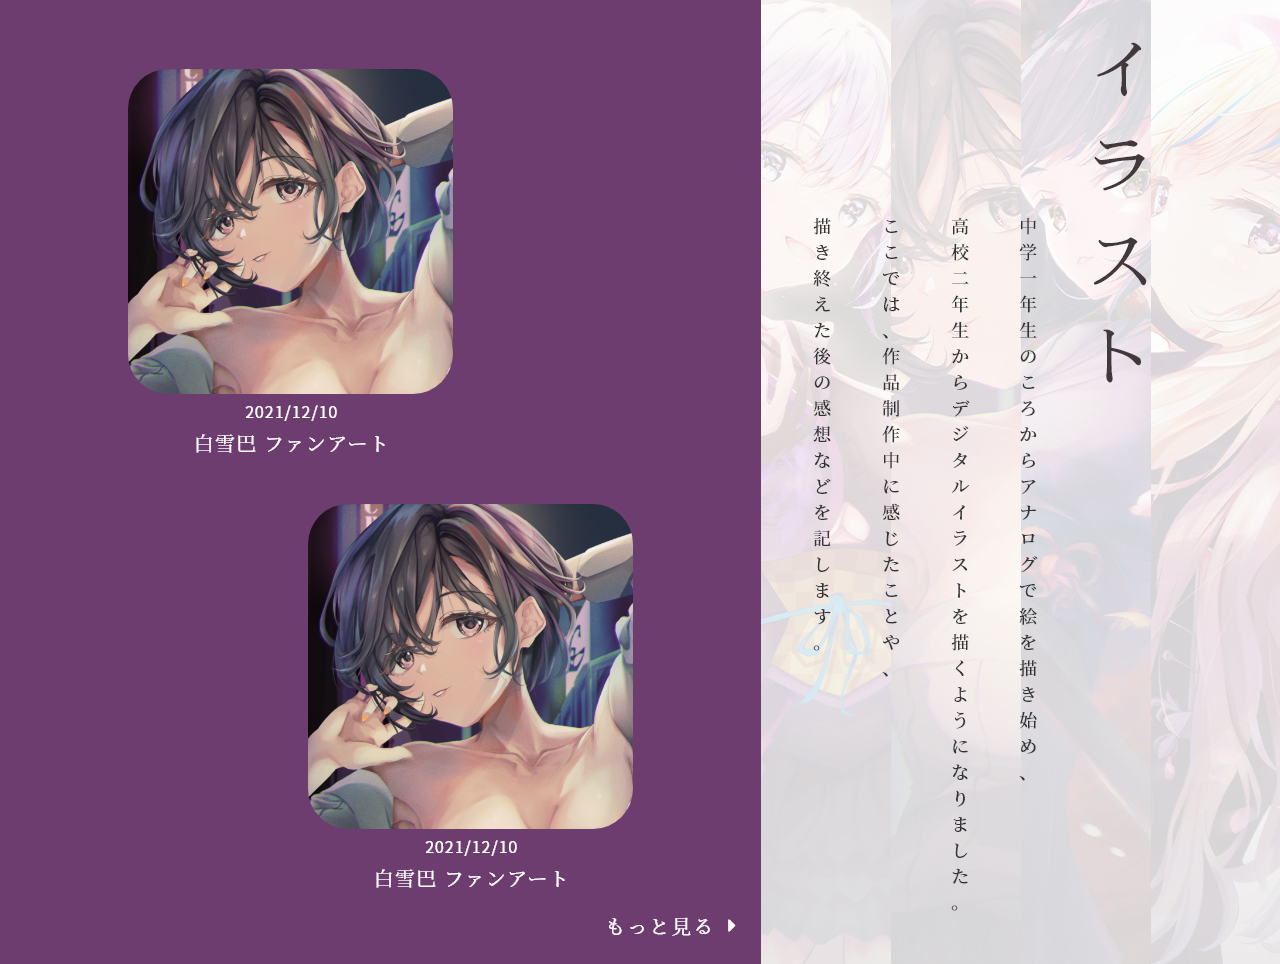 イラスト
中学一年生のころからアナログで絵を描き始め、
高校二年生からデジタルイラストを描くようになりました。
ここでは、作品制作中に感じたことや、
描き終えた後の感想などを記します。
2021/12/10
白雪巴 ファンアート
2021/12/10
白雪巴 ファンアート
もっと見る